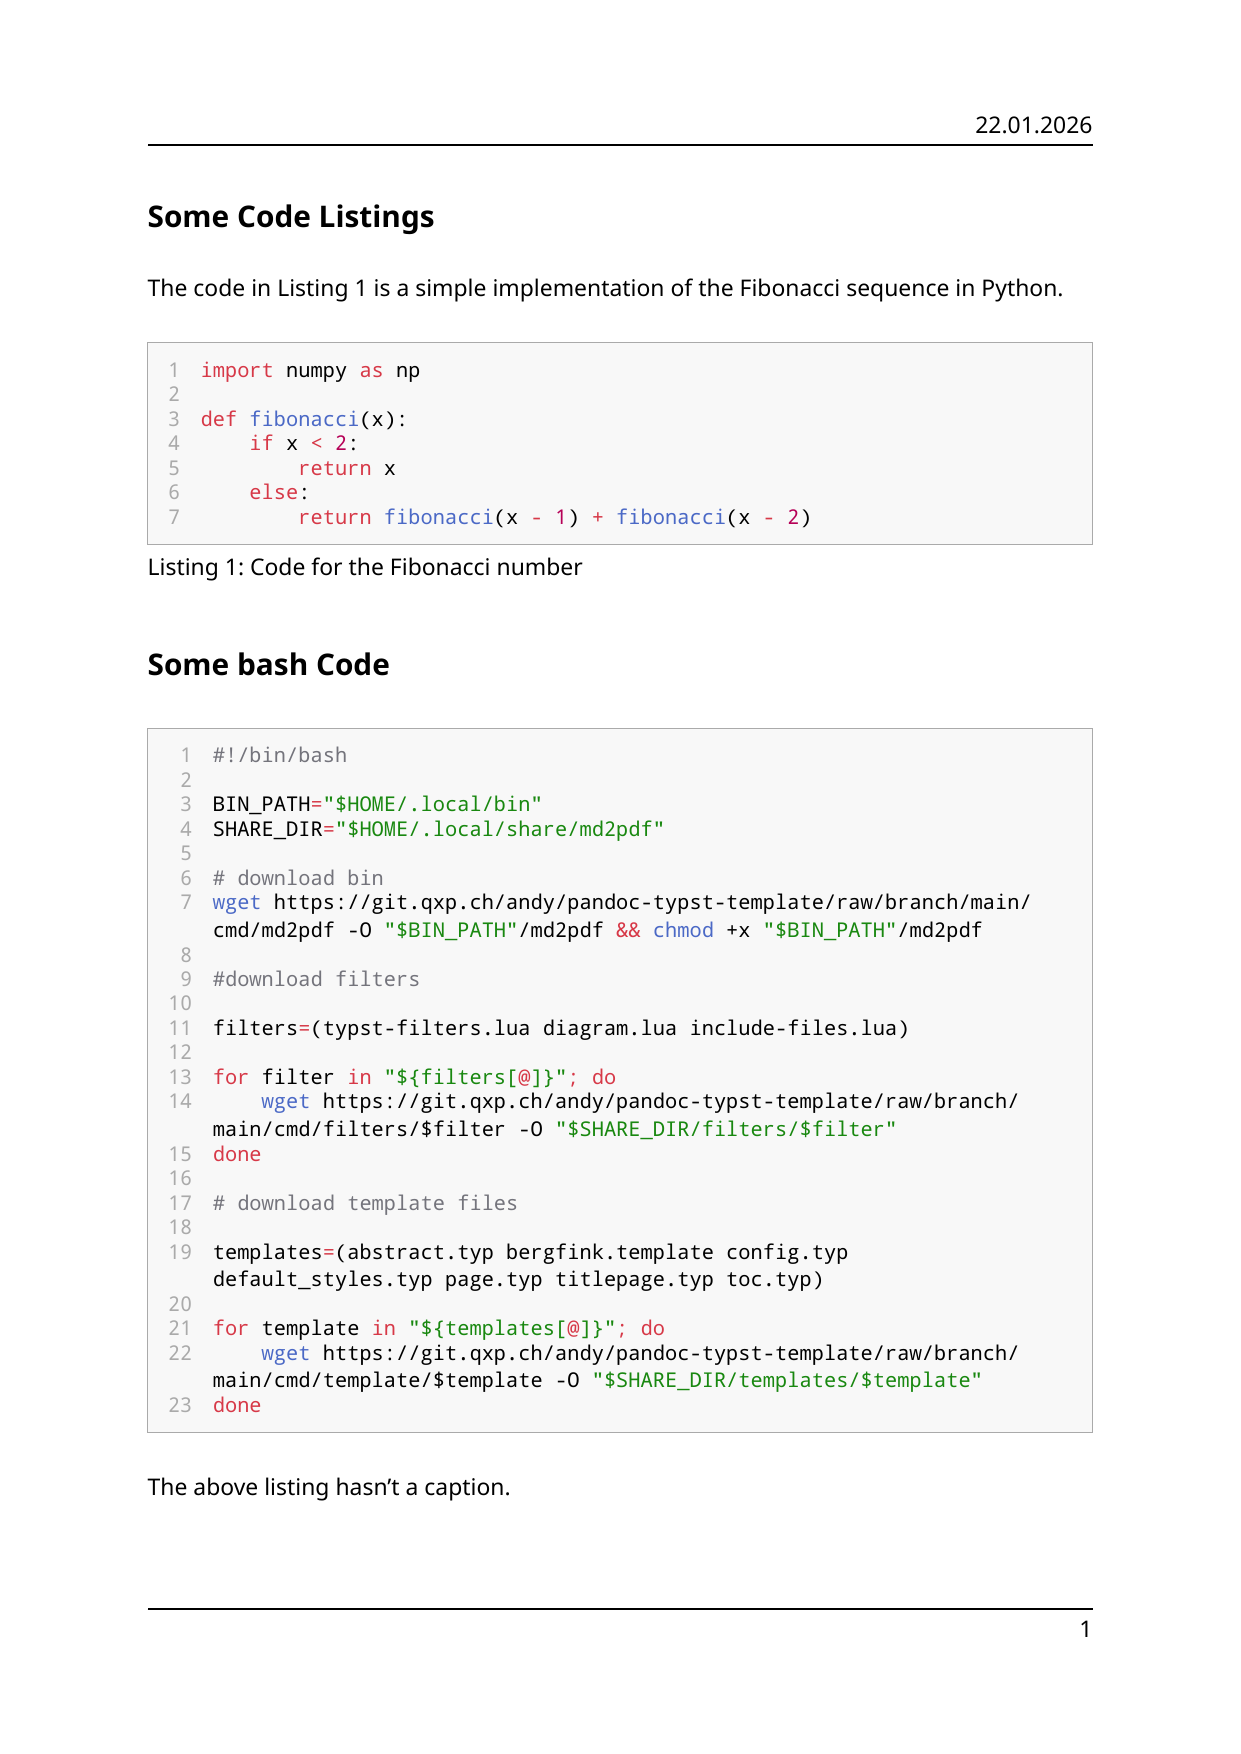 22.01.2026
Some Code Listings
The code in Listing 1 is a simple implementation of the Fibonacci sequence in Python.
1 import numpy as np
2
3 def fibonacci(x):
4     if x < 2:
5         return x
6     else:
7         return fibonacci(x - 1) + fibonacci(x - 2)
Listing 1: Code for the Fibonacci number
Some bash Code
1 #!/bin/bash
2
3 BIN_PATH="$HOME/.local/bin"
4 SHARE_DIR="$HOME/.local/share/md2pdf"
5
6 # download bin
7 wget https://git.qxp.ch/andy/pandoc-typst-template/raw/branch/main/
cmd/md2pdf -O "$BIN_PATH"/md2pdf && chmod +x "$BIN_PATH"/md2pdf
8
9 #download filters
10
11 filters=(typst-filters.lua diagram.lua include-files.lua)
12
13 for filter in "${filters[@]}"; do
14     wget https://git.qxp.ch/andy/pandoc-typst-template/raw/branch/
main/cmd/filters/$filter -O "$SHARE_DIR/filters/$filter"
15 done
16
17 # download template files
18
19 templates=(abstract.typ bergfink.template config.typ
default_styles.typ page.typ titlepage.typ toc.typ)
20
21 for template in "${templates[@]}"; do
22     wget https://git.qxp.ch/andy/pandoc-typst-template/raw/branch/
main/cmd/template/$template -O "$SHARE_DIR/templates/$template"
23 done
The above listing hasn’t a caption.
1